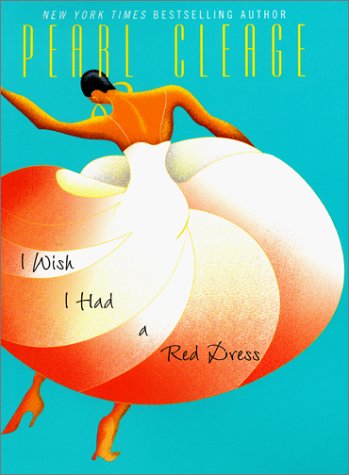 NEW YORK TIMES BESTSELLING AUTHOR
PEARL CLEAGE
I Wish
I Had
a
Red Dress